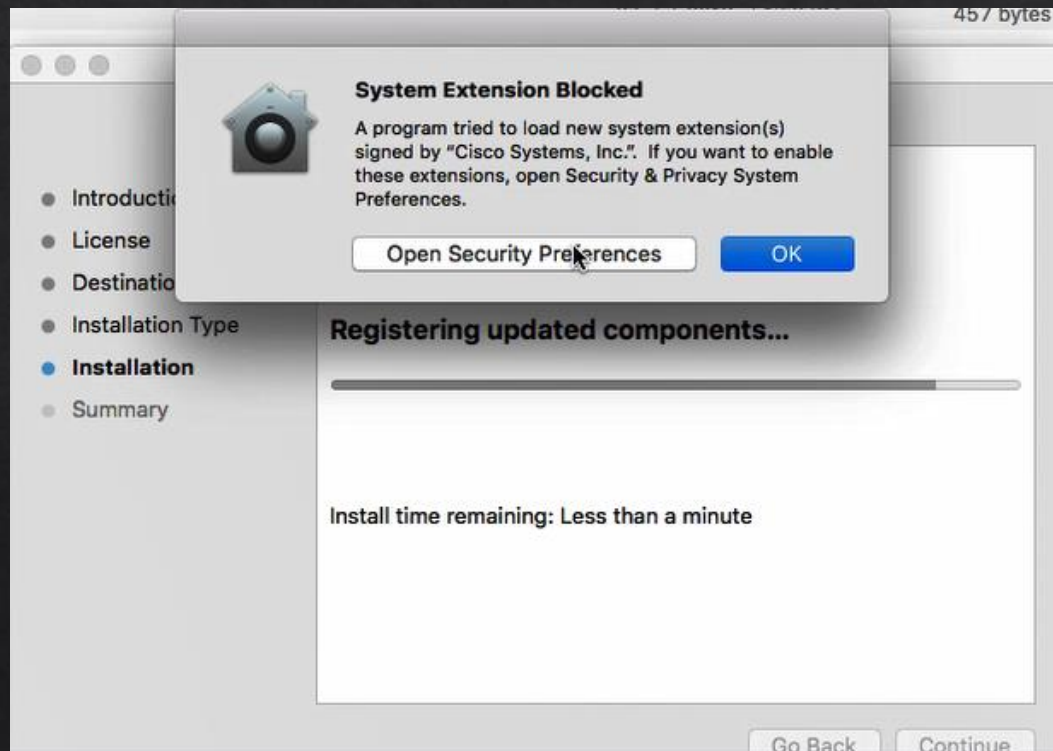 457 bytes
System Extension Blocked
A program tried to load new system extension(s)
signed by “Cisco Systems, Inc.”. If you want to enable
these extensions, open Security & Privacy System
Preferences.
Open Security Preferences
OK
License
Installation Type
Installation
Summary
Registering updated components...
Install time remaining: Less than a minute
Go Back
Continue